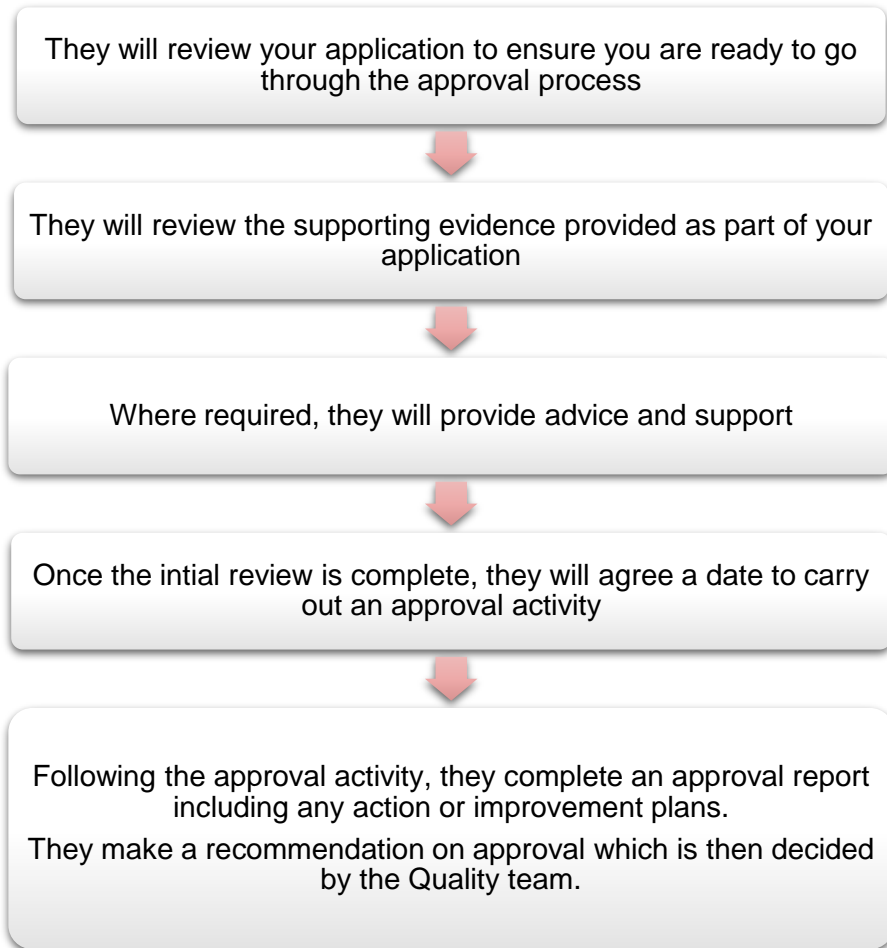 They will review your application to ensure you are ready to go
through the approval process
They will review the supporting evidence provided as part of your
application
Where required, they will provide advice and support
Once the intial review is complete, they will agree a date to carry
out an approval activity
Following the approval activity, they complete an approval report
including any action or improvement plans.
They make a recommendation on approval which is then decided
by the Quality team.